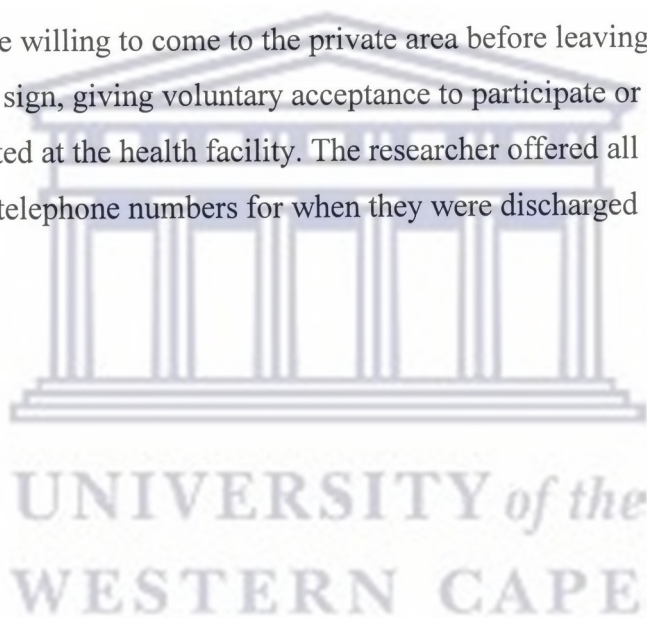 e willing to come to the private area before leaving
sign, giving voluntary acceptance to participate or
ted at the health facility. The researcher offered all
telephone numbers for when they were discharged
UNIVERSITY of the
WESTERN CAPE